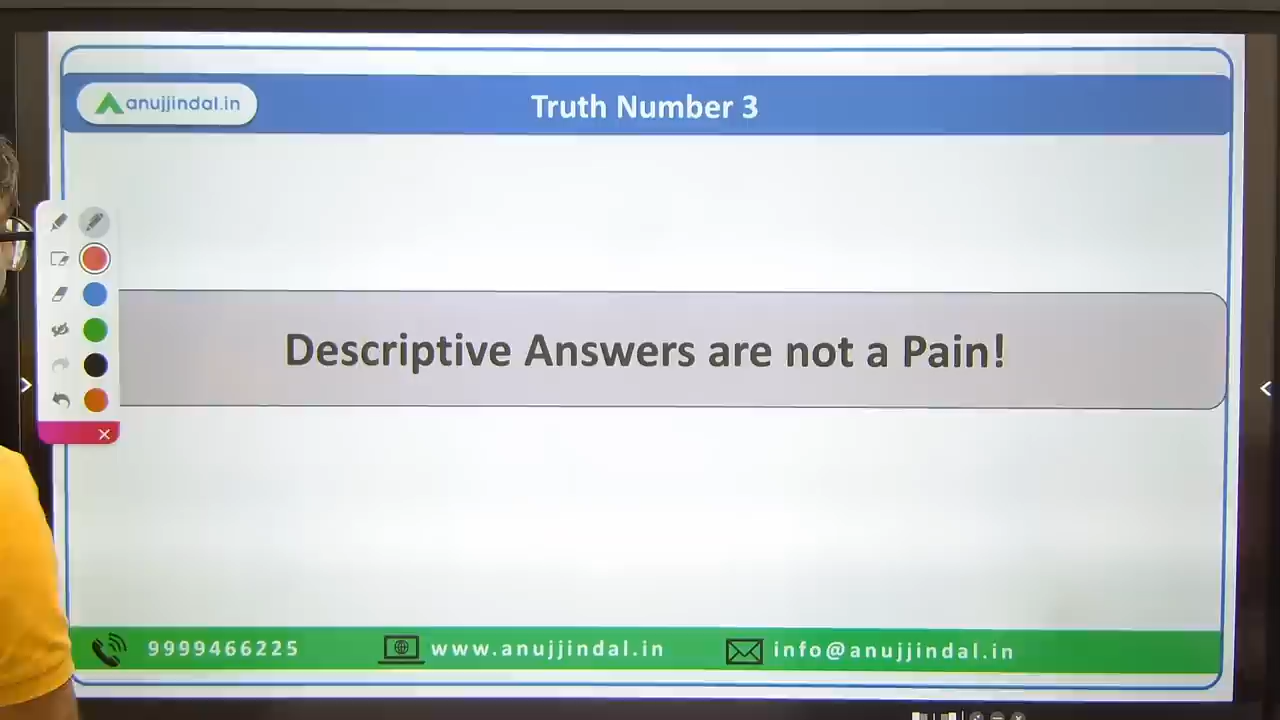 anujjindal.in
Truth Number 3
Descriptive Answers are not a Pain!
9999466225
www.anujjindal.in
info@anujjindal.in